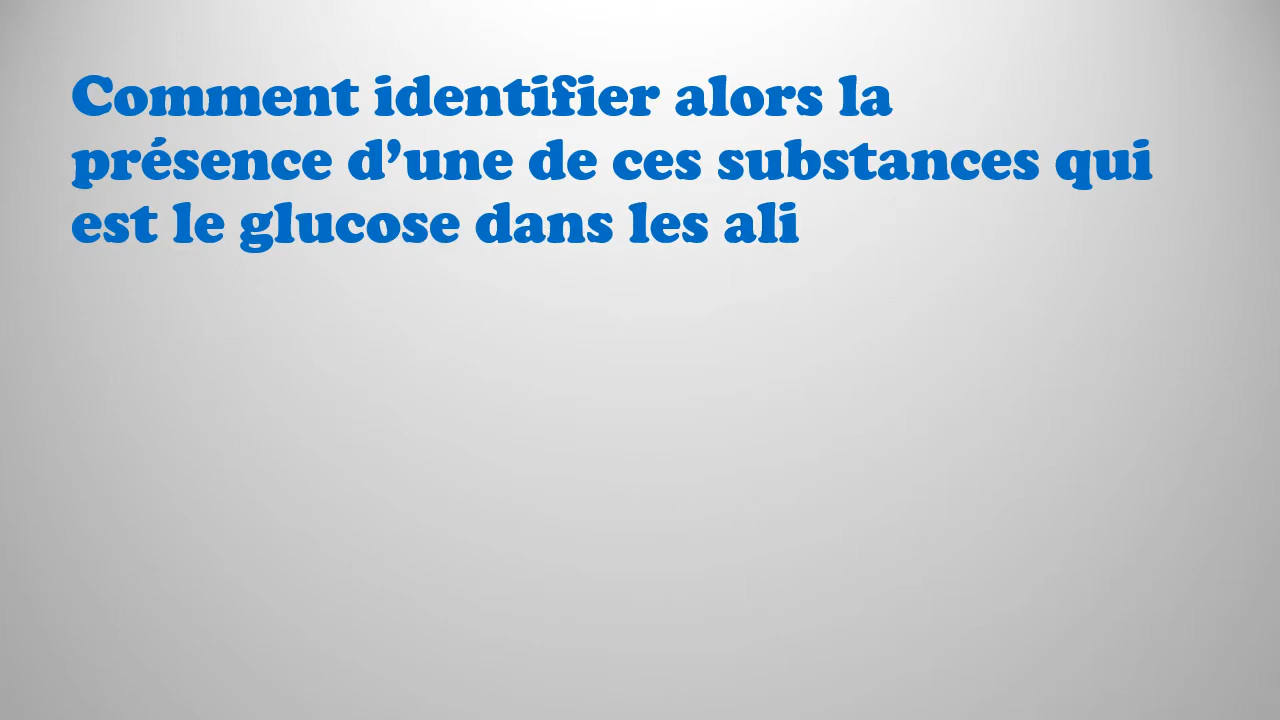 Comment identifier alors la
présence d’une de ces substances qui
est le glucose dans les ali